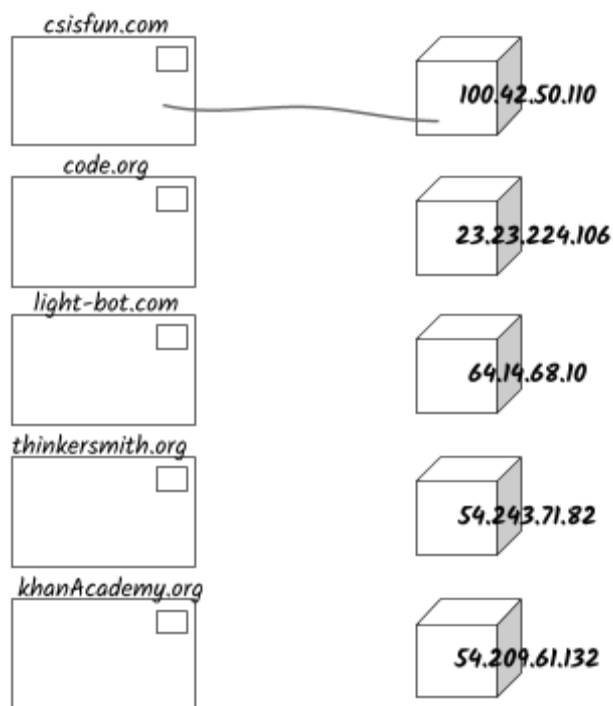 csisfun.com
100.42.50.110
code.org
23.23.224.106
light-bot.com
64.14.68.10
thinkersmith.org
54.243.71.82
khanAcademy.org
54.209.61.132